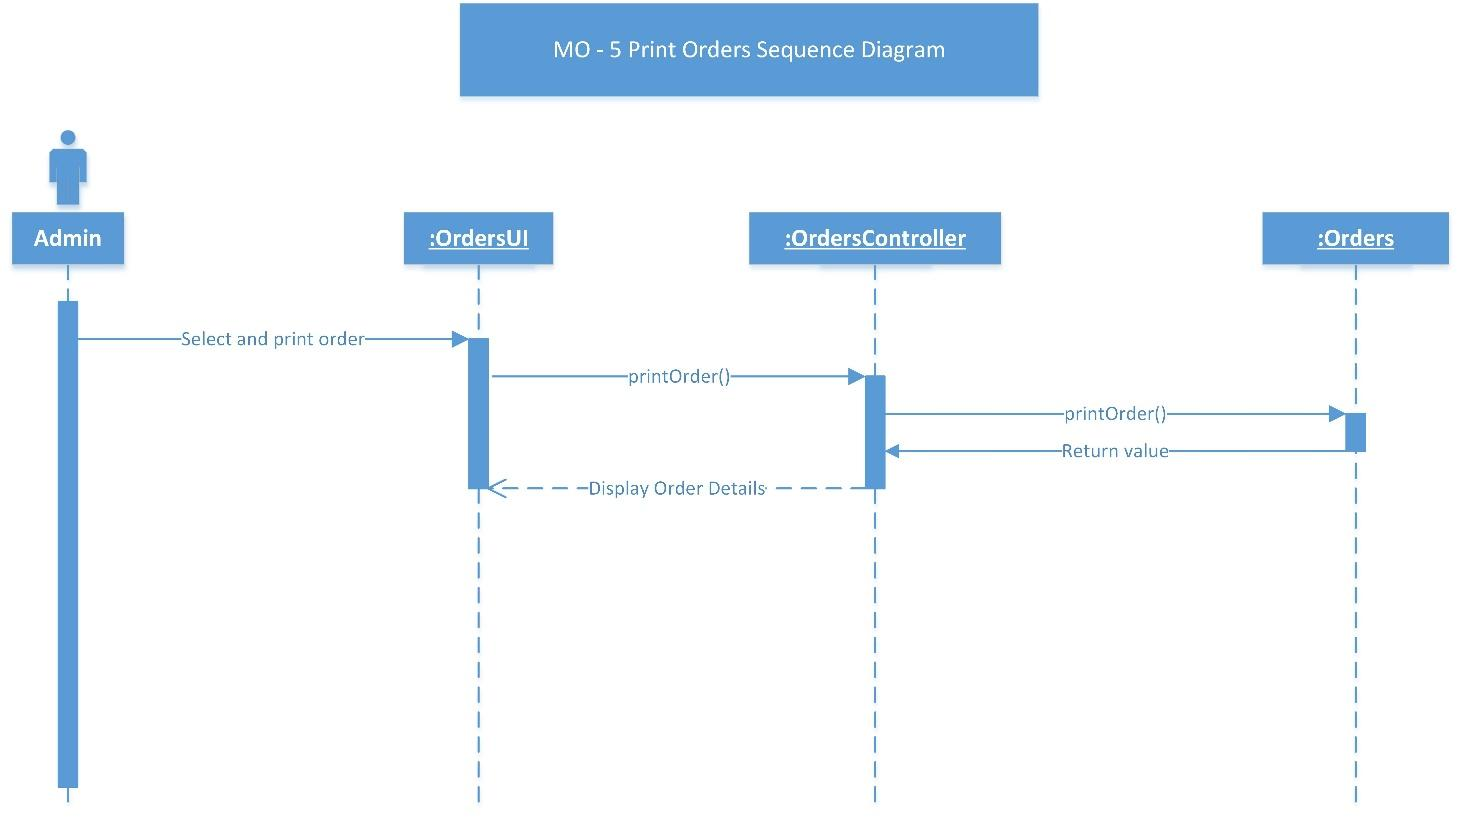 MO - 5 Print Orders Sequence Diagram
Admin
:OrdersUI
:OrdersController
:Orders
Select and print order
printOrder()
printOrder()
Return value
Display Order Details